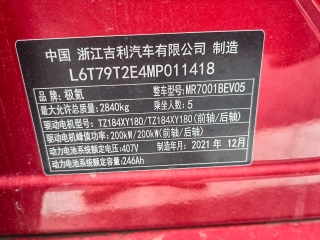 中国 浙江吉利汽车有限公司 制造
L6T79T2E4MP011418
品牌：极氪 整车型号：MR7001BEV05
最大允许总质量：2840kg 乘坐人数：5
驱动电机型号：TZ184XY180/TZ184XY180(前轴/后轴)
驱动电机峰值功率：200kW/200kW(前轴/后轴)
动力电池系统额定电压：407V 制造年月：2021 年 12月
动力电池系统额定容量：246Ah